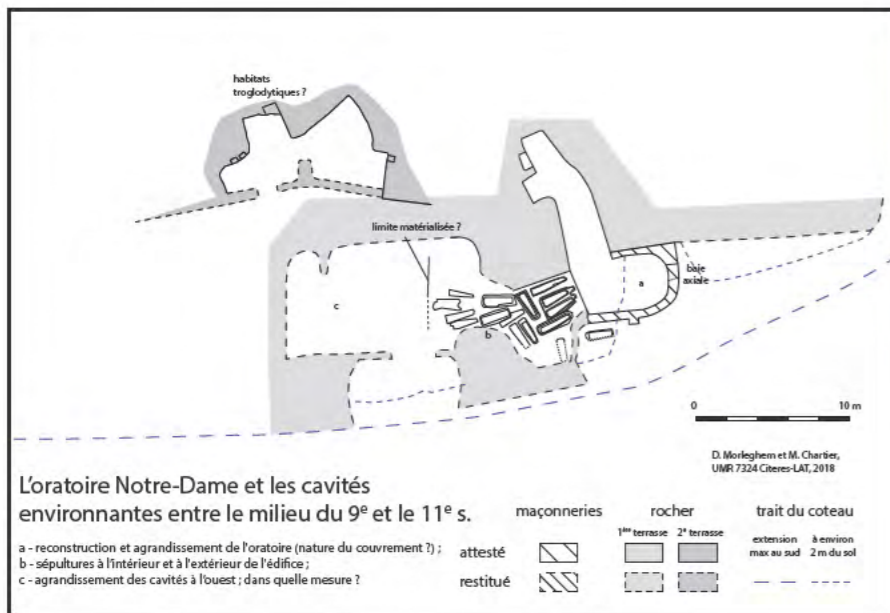 habitats
troglodytiques ?
limite matérialisée ?
c
b
a
baie
axiale
0
10 m
D. Morleghem et M. Chartier,
UMR 7324 Citeres-LAT, 2018
L'oratoire Notre-Dame et les cavités
environnantes entre le milieu du 9e et le 11e s.
a - reconstruction et agrandissement de l'oratoire (nature du couvrement ?) ;
b - sépultures à l'intérieur et à l'extérieur de l'édifice ;
c - agrandissement des cavités à l'ouest ; dans quelle mesure ?
maçonneries
rocher
trait du coteau
1ère terrasse
2e terrasse
extension
max au sud
à environ
2 m du sol
attesté
restitué